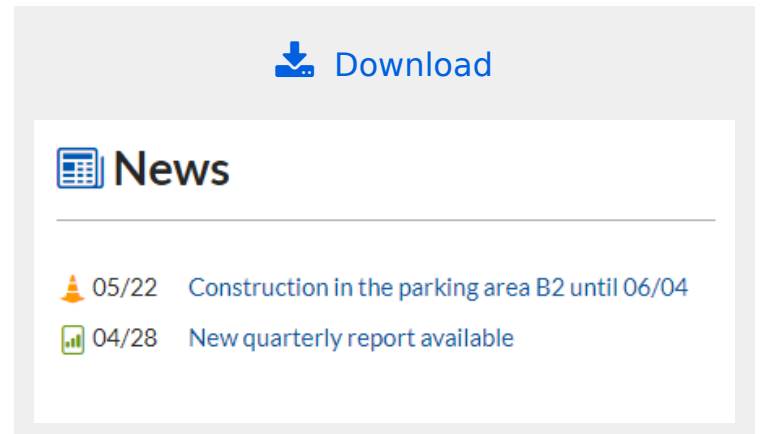 Download
News
05/22 Construction in the parking area B2 until 06/04
04/28 New quarterly report available